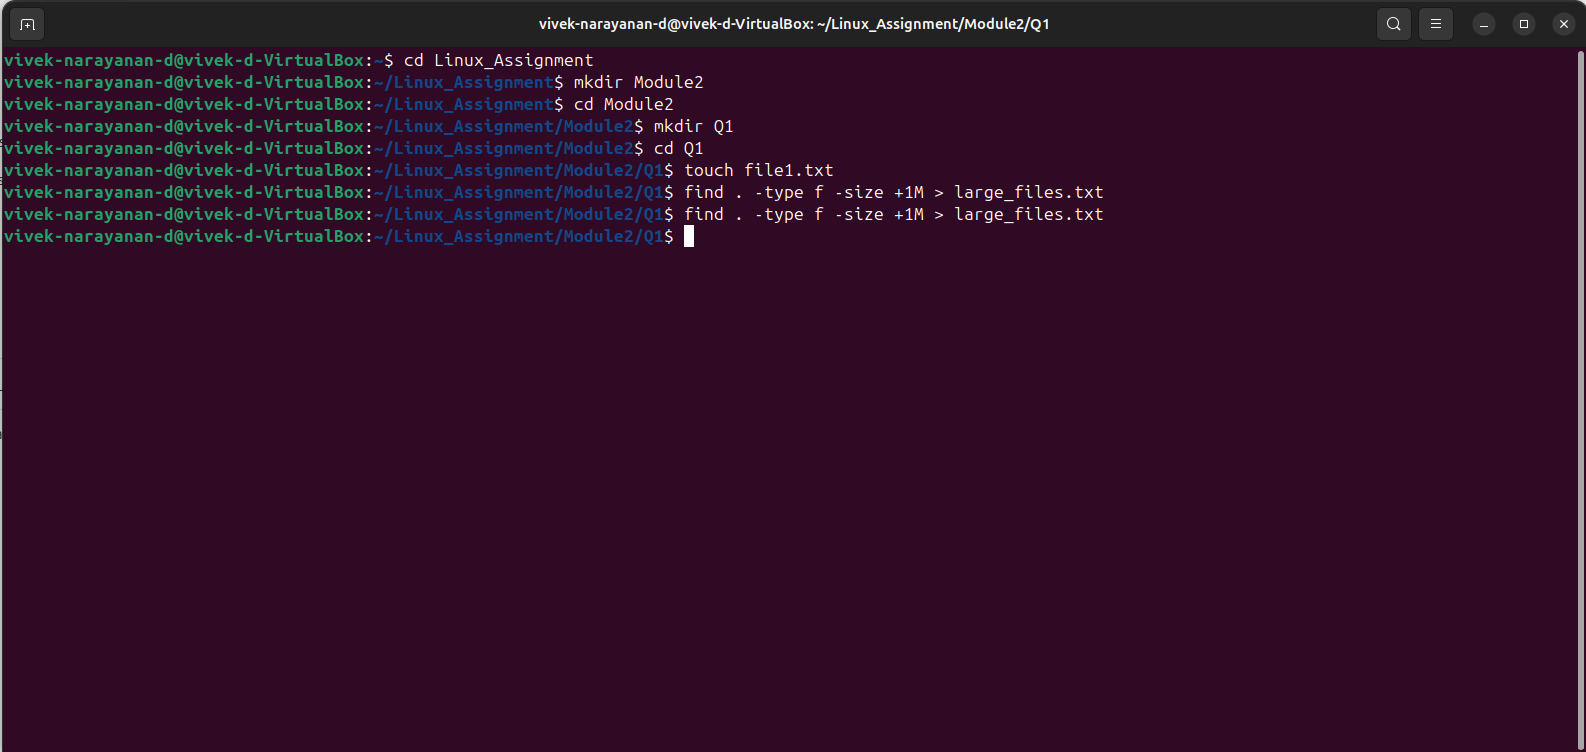 vivek-narayanan-d@vivek-d-VirtualBox: ~/Linux_Assignment/Module2/Q1
vivek-narayanan-d@vivek-d-VirtualBox:~$ cd Linux_Assignment
vivek-narayanan-d@vivek-d-VirtualBox:~/Linux_Assignment$ mkdir Module2
vivek-narayanan-d@vivek-d-VirtualBox:~/Linux_Assignment$ cd Module2
vivek-narayanan-d@vivek-d-VirtualBox:~/Linux_Assignment/Module2$ mkdir Q1
vivek-narayanan-d@vivek-d-VirtualBox:~/Linux_Assignment/Module2$ cd Q1
vivek-narayanan-d@vivek-d-VirtualBox:~/Linux_Assignment/Module2/Q1$ touch file1.txt
vivek-narayanan-d@vivek-d-VirtualBox:~/Linux_Assignment/Module2/Q1$ find . -type f -size +1M > large_files.txt
vivek-narayanan-d@vivek-d-VirtualBox:~/Linux_Assignment/Module2/Q1$ find . -type f -size +1M > large_files.txt
vivek-narayanan-d@vivek-d-VirtualBox:~/Linux_Assignment/Module2/Q1$